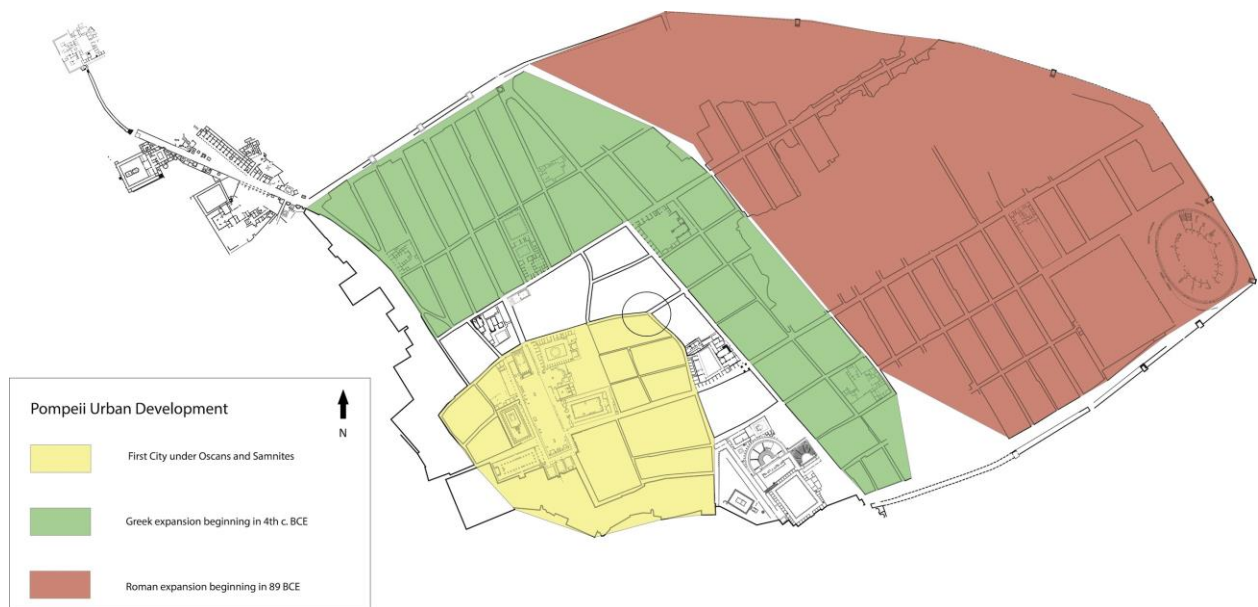 Pompeii Urban Development
N
First City under Oscans and Samnites
Greek expansion beginning in 4th c. BCE
Roman expansion beginning in 89 BCE